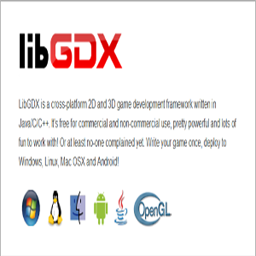 libGDX
LibGDX is a cross-platform 2D and 3D game development framework written in
Java/C/C++. It's free for commercial and non-commercial use, pretty powerful and lots of
fun to work with! Or at least no-one complained yet. Write your game once, deploy to
Windows, Linux, Mac OSX and Android!
OpenGL